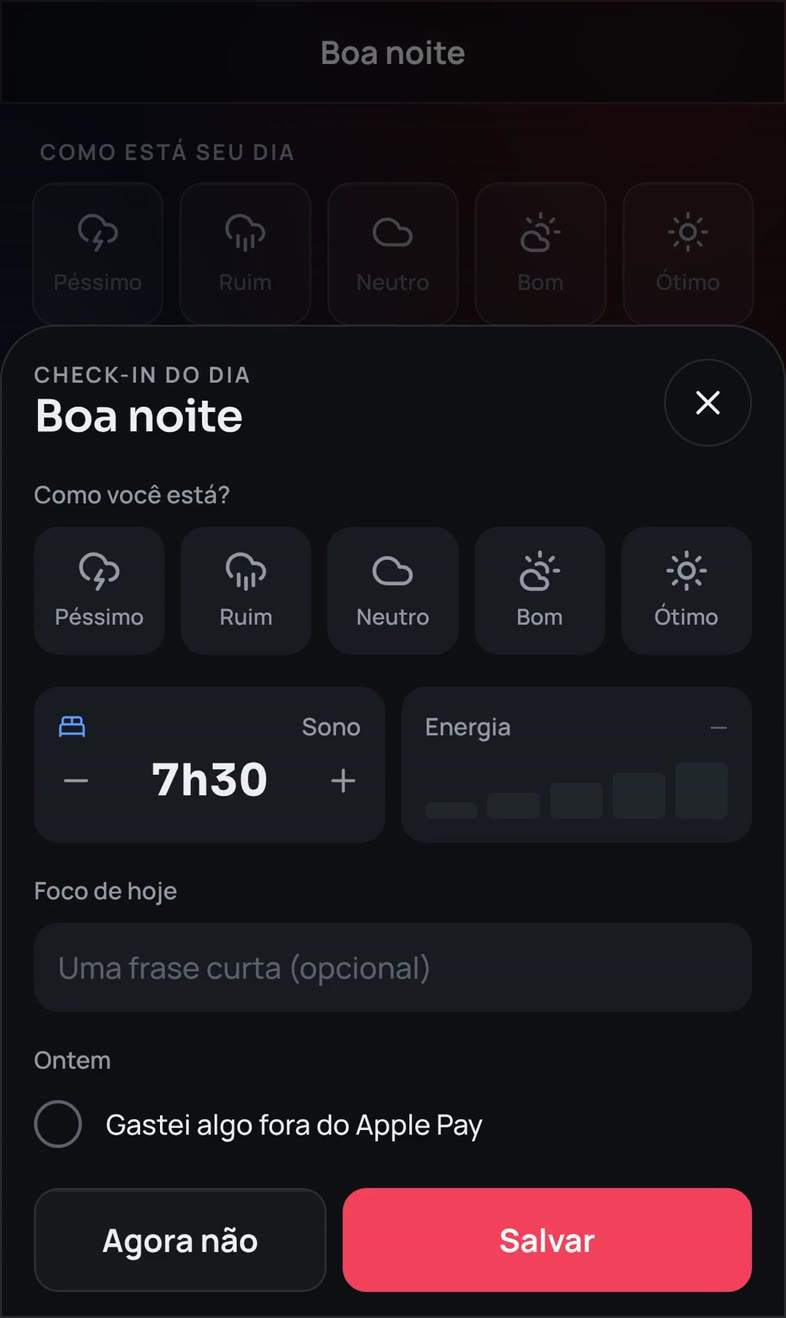 Boa noite
COMO ESTÁ SEU DIA
Péssimo Ruim Neutro Bom Ótimo
CHECK-IN DO DIA
Boa noite
Como você está?
Péssimo Ruim Neutro Bom Ótimo
Sono Energia —
— 7h30 +
Foco de hoje
Uma frase curta (opcional)
Ontem
Gastei algo fora do Apple Pay
Agora não Salvar